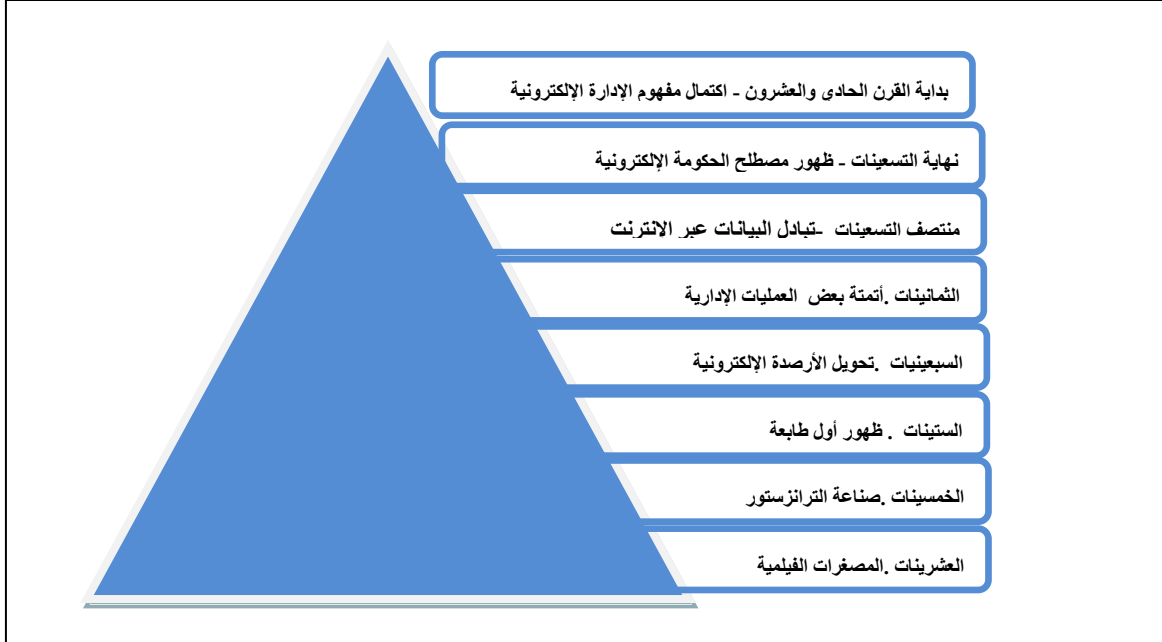 بداية القرن الحادى والعشرون - اكتمال مفهوم الإدارة الإلكترونية
نهاية التسعينات - ظهور مصطلح الحكومة الإلكترونية
منتصف التسعينات -تبادل البيانات عبر الانترنت
الثمانينات .أتمتة بعض العمليات الإدارية
السبعينيات .تحويل الأرصدة الإلكترونية
الستينات . ظهور أول طابعة
الخمسينات .صناعة الترانزستور
العشرينات .المصغرات الفيلمية